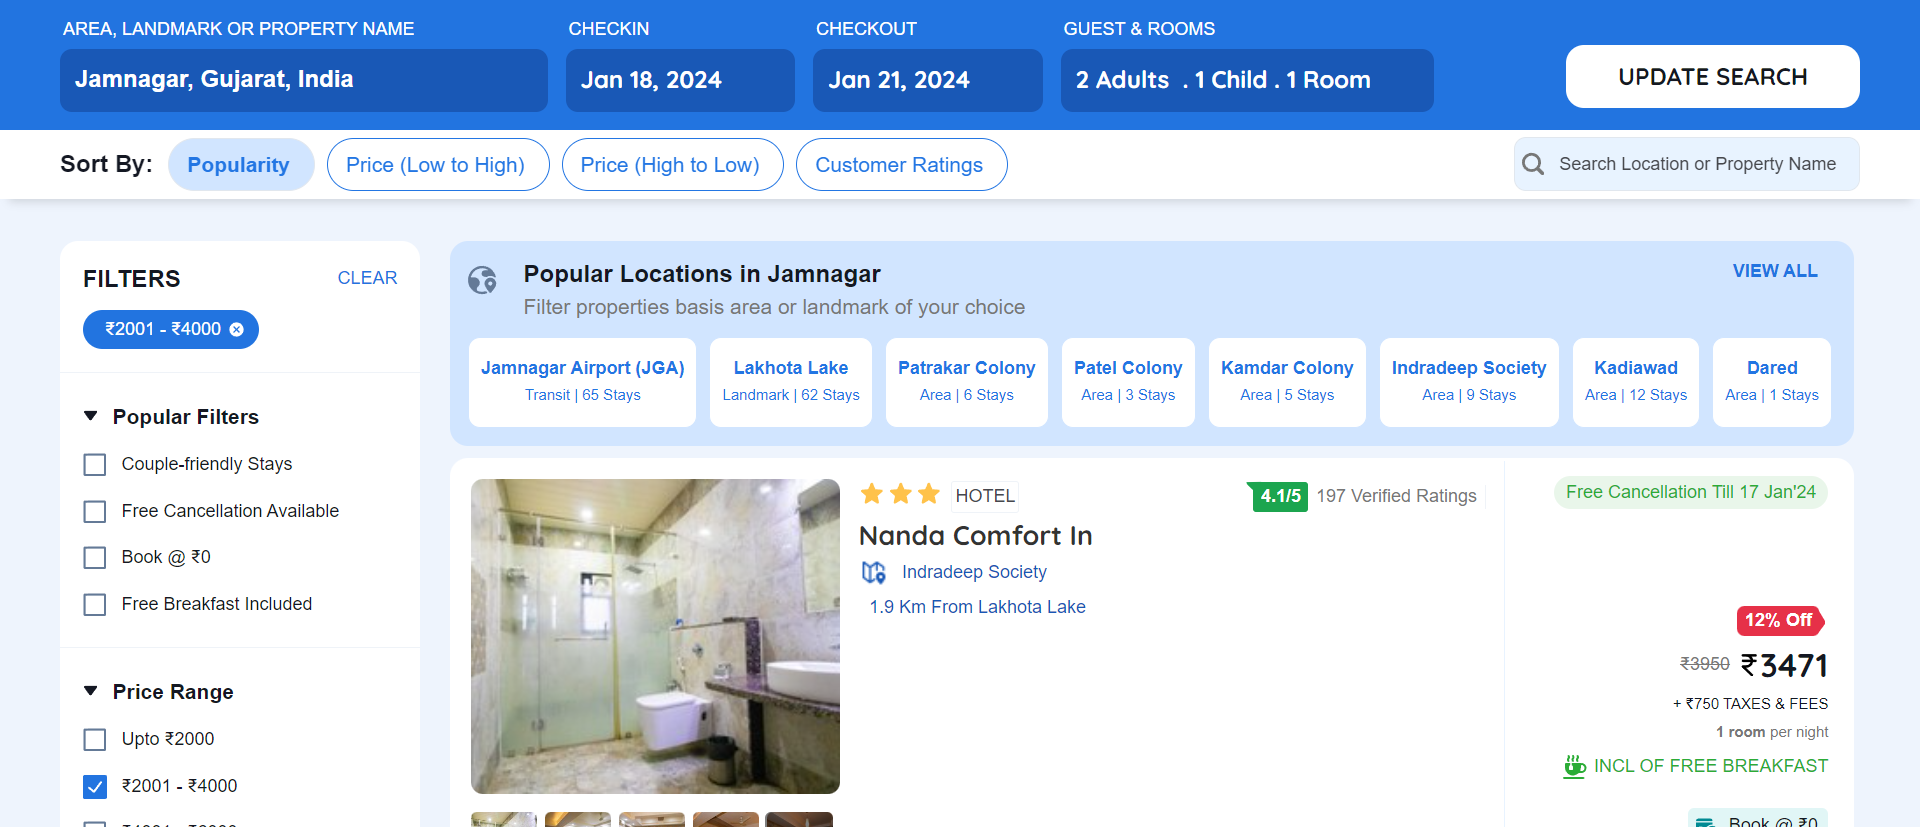 AREA, LANDMARK OR PROPERTY NAME
CHECKIN
CHECKOUT
GUEST & ROOMS
Jamnagar, Gujarat, India
Jan 18, 2024
Jan 21, 2024
2 Adults . 1 Child . 1 Room
UPDATE SEARCH
Sort By:
Popularity
Price (Low to High)
Price (High to Low)
Customer Ratings
Search Location or Property Name
FILTERS
CLEAR
₹2001 - ₹4000
Popular Filters
Couple-friendly Stays
Free Cancellation Available
Book @ ₹0
Free Breakfast Included
Price Range
Upto ₹2000
₹2001 - ₹4000
Popular Locations in Jamnagar
VIEW ALL
Filter properties basis area or landmark of your choice
Jamnagar Airport (JGA)
Transit | 65 Stays
Lakhota Lake
Landmark | 62 Stays
Patrakar Colony
Area | 6 Stays
Patel Colony
Area | 3 Stays
Kamdar Colony
Area | 5 Stays
Indradeep Society
Area | 9 Stays
Kadiawad
Area | 12 Stays
Dared
Area | 1 Stays
HOTEL
4.1/5
197 Verified Ratings
Nanda Comfort In
Indradeep Society
1.9 Km From Lakhota Lake
Free Cancellation Till 17 Jan'24
12% Off
₹3950 ₹3471
+ ₹750 TAXES & FEES
1 room per night
INCL OF FREE BREAKFAST
Book @ ₹0